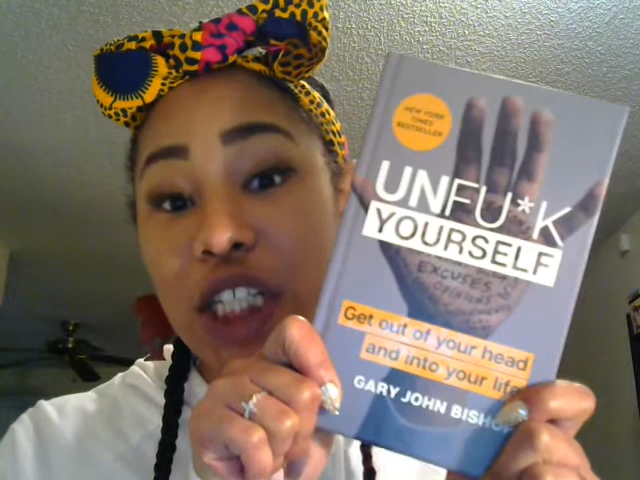 NEW YORK
TIMES
BESTSELLER
UNFU*K
YOURSELF
EXCUSES
OPINIONS
Get out of your head
and into your life
GARY JOHN BISHOP